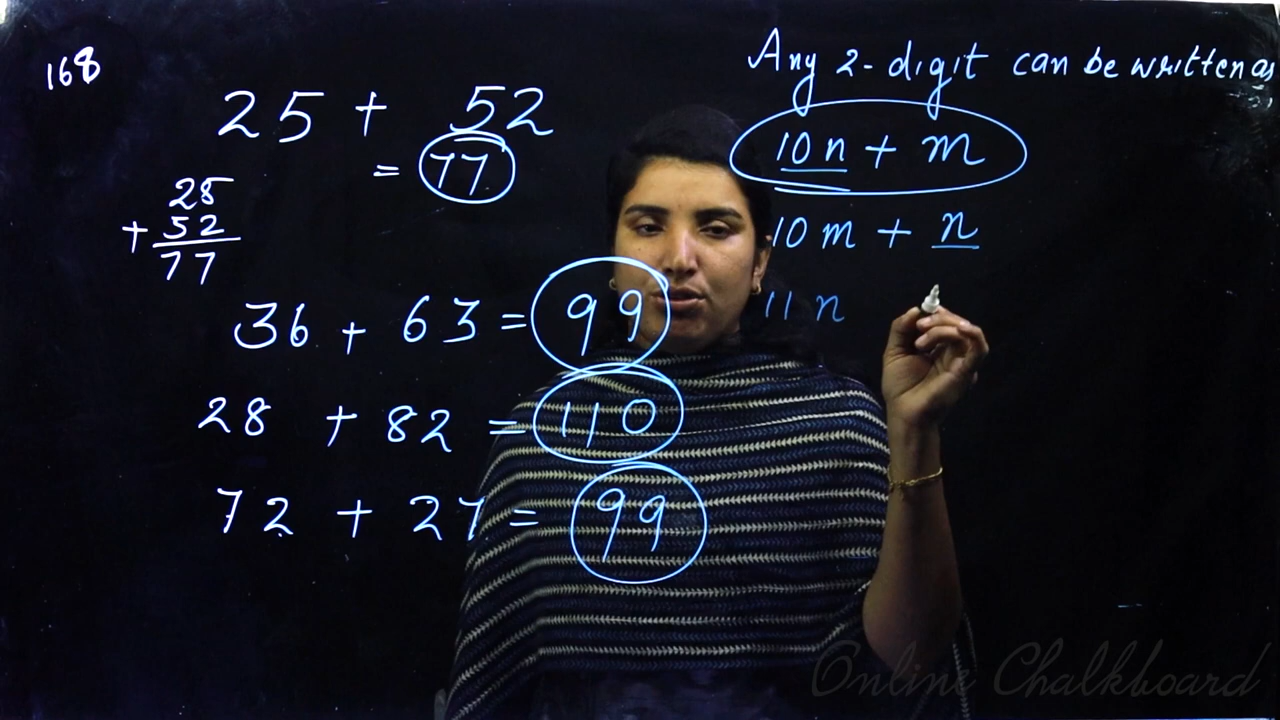 168
25 + 52
= 77
25
+ 52
77
36 + 63 = 99
28 + 82 = 110
72 + 27 = 99
Any 2-digit can be written as
10n + m
10m + n
11n
Online Chalkboard